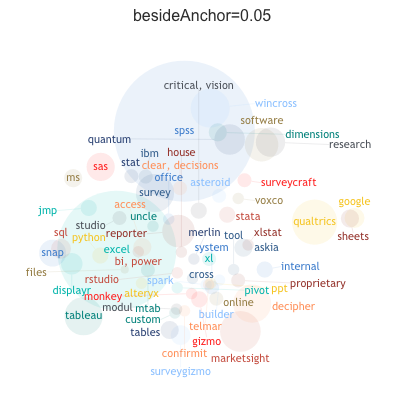 besideAnchor=0.05
critical, vision
wincross
software
spss
dimensions
quantum
research
ibm
house
stat
clear, decisions
sas
ms
office
asteroid
surveycraft
survey
voxco
google
access
jmp
uncle
stata
qualtrics
studio
sql
reporter
merlin
tool
xlstat
sheets
python
excel
system
askia
snap
bi, power
xl
internal
files
cross
rstudio
spark
proprietary
displayr
monkey
alteryx
pivot
ppt
online
modul
mtab
builder
decipher
tableau
custom
telmar
tables
gizmo
confirmit
marketsight
surveygizmo